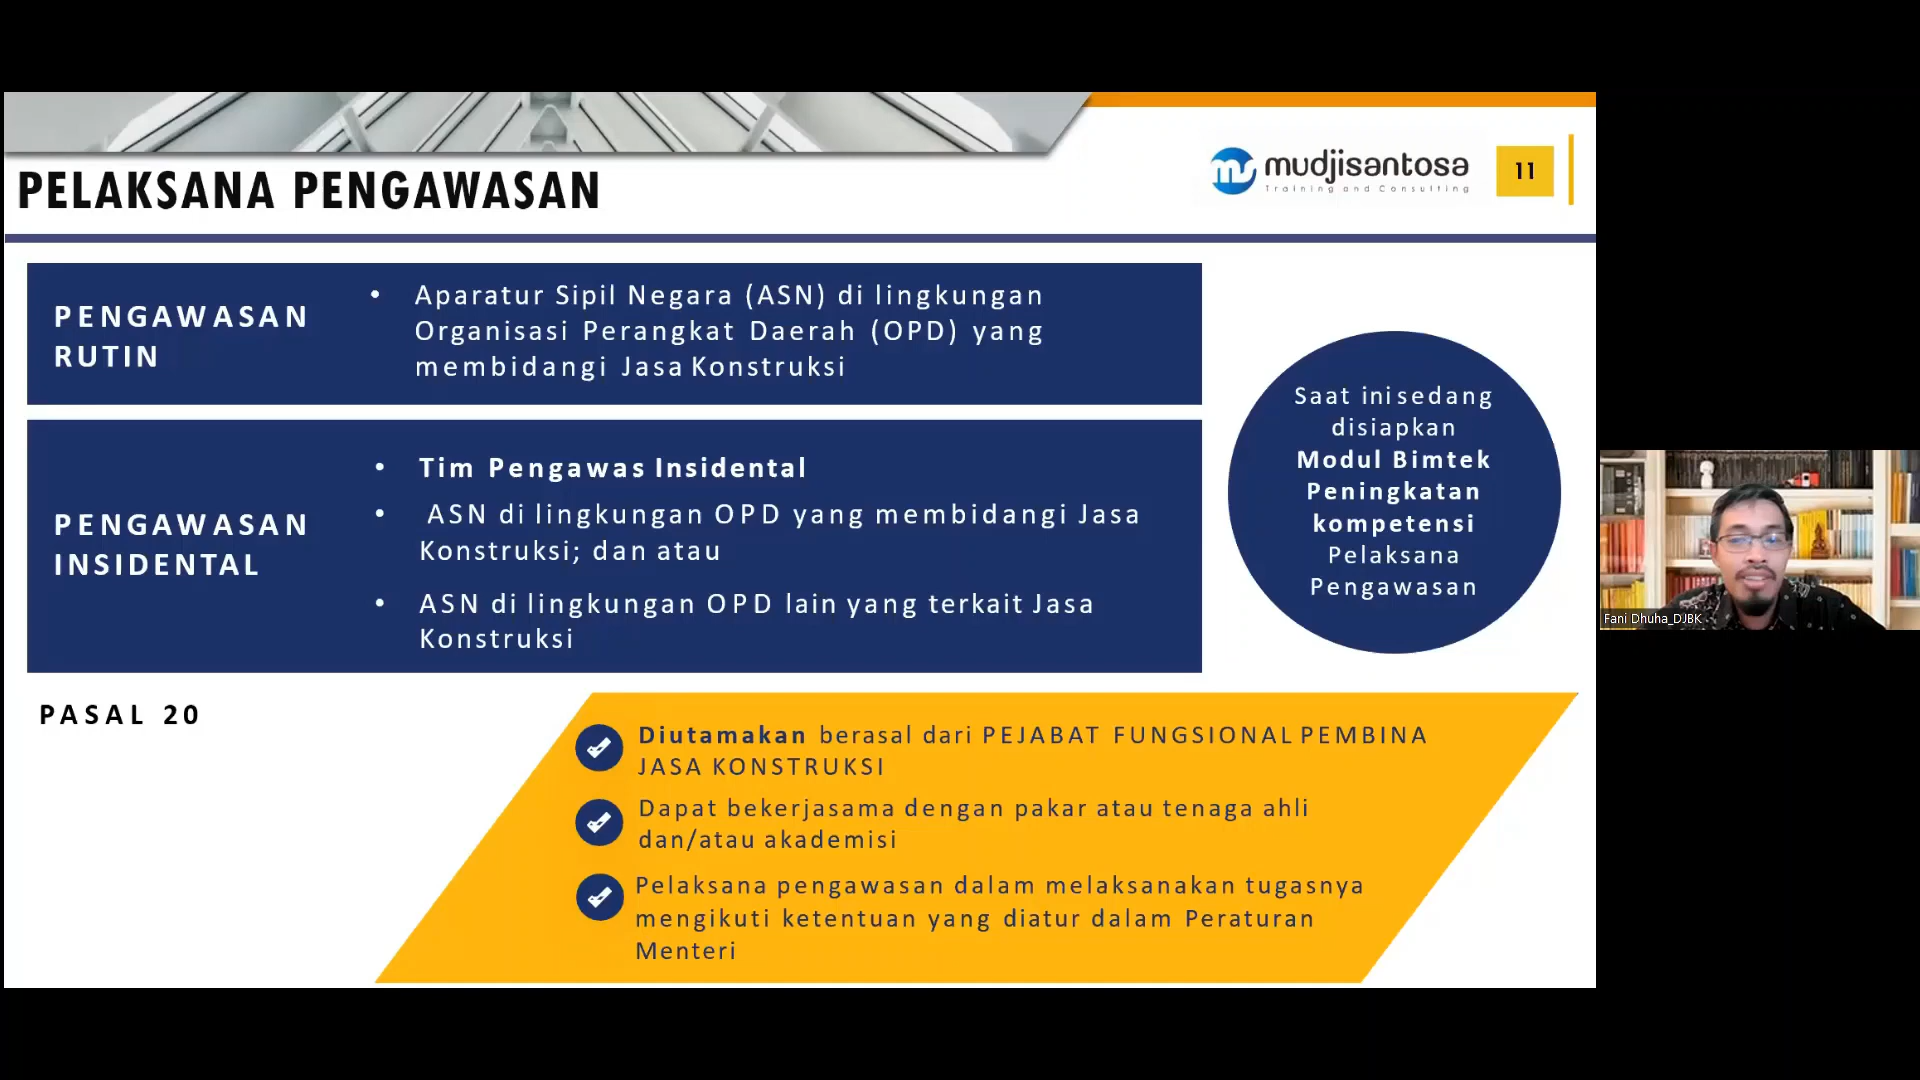 mudjisantosa
Training and Consulting
11
PELAKSANA PENGAWASAN
PENGAWASAN
RUTIN
• Aparatur Sipil Negara (ASN) di lingkungan
Organisasi Perangkat Daerah (OPD) yang
membidangi Jasa Konstruksi
PENGAWASAN
INSIDENTAL
• Tim Pengawas Insidental
• ASN di lingkungan OPD yang membidangi Jasa
Konstruksi; dan atau
• ASN di lingkungan OPD lain yang terkait Jasa
Konstruksi
Saat ini sedang
disiapkan
Modul Bimtek
Peningkatan
kompetensi
Pelaksana
Pengawasan
PASAL 20
Diutamakan berasal dari PEJABAT FUNGSIONAL PEMBINA
JASA KONSTRUKSI
Dapat bekerjasama dengan pakar atau tenaga ahli
dan/atau akademisi
Pelaksana pengawasan dalam melaksanakan tugasnya
mengikuti ketentuan yang diatur dalam Peraturan
Menteri
Fani Dhuha_DJBK